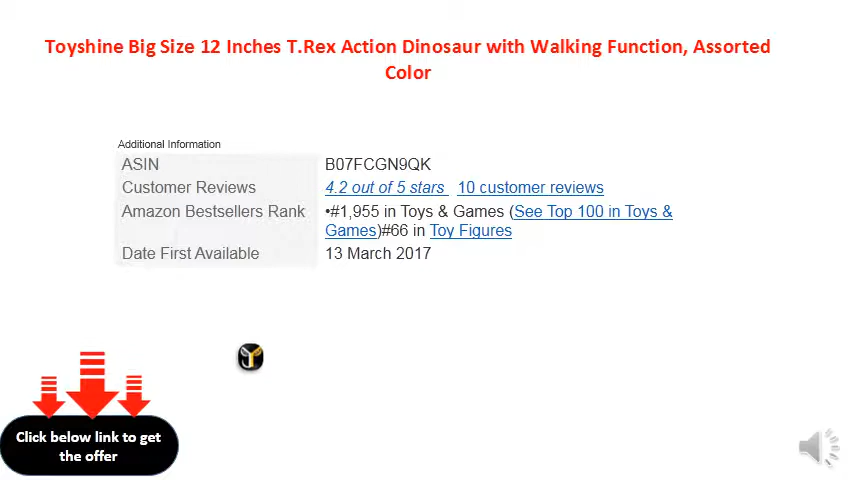 Toyshine Big Size 12 Inches T.Rex Action Dinosaur with Walking Function, Assorted
Color
Additional Information
ASIN B07FCGN9QK
Customer Reviews 4.2 out of 5 stars 10 customer reviews
Amazon Bestsellers Rank •#1,955 in Toys & Games (See Top 100 in Toys &
Games)#66 in Toy Figures
Date First Available 13 March 2017
Click below link to get
the offer